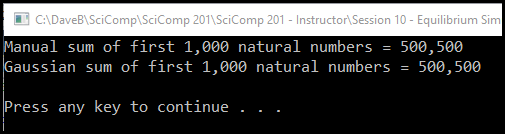 C:\DaveB\SciComp\SciComp 201\SciComp 201 - Instructor\Session 10 - Equilibrium Sim
Manual sum of first 1,000 natural numbers = 500,500
Gaussian sum of first 1,000 natural numbers = 500,500
Press any key to continue . . .